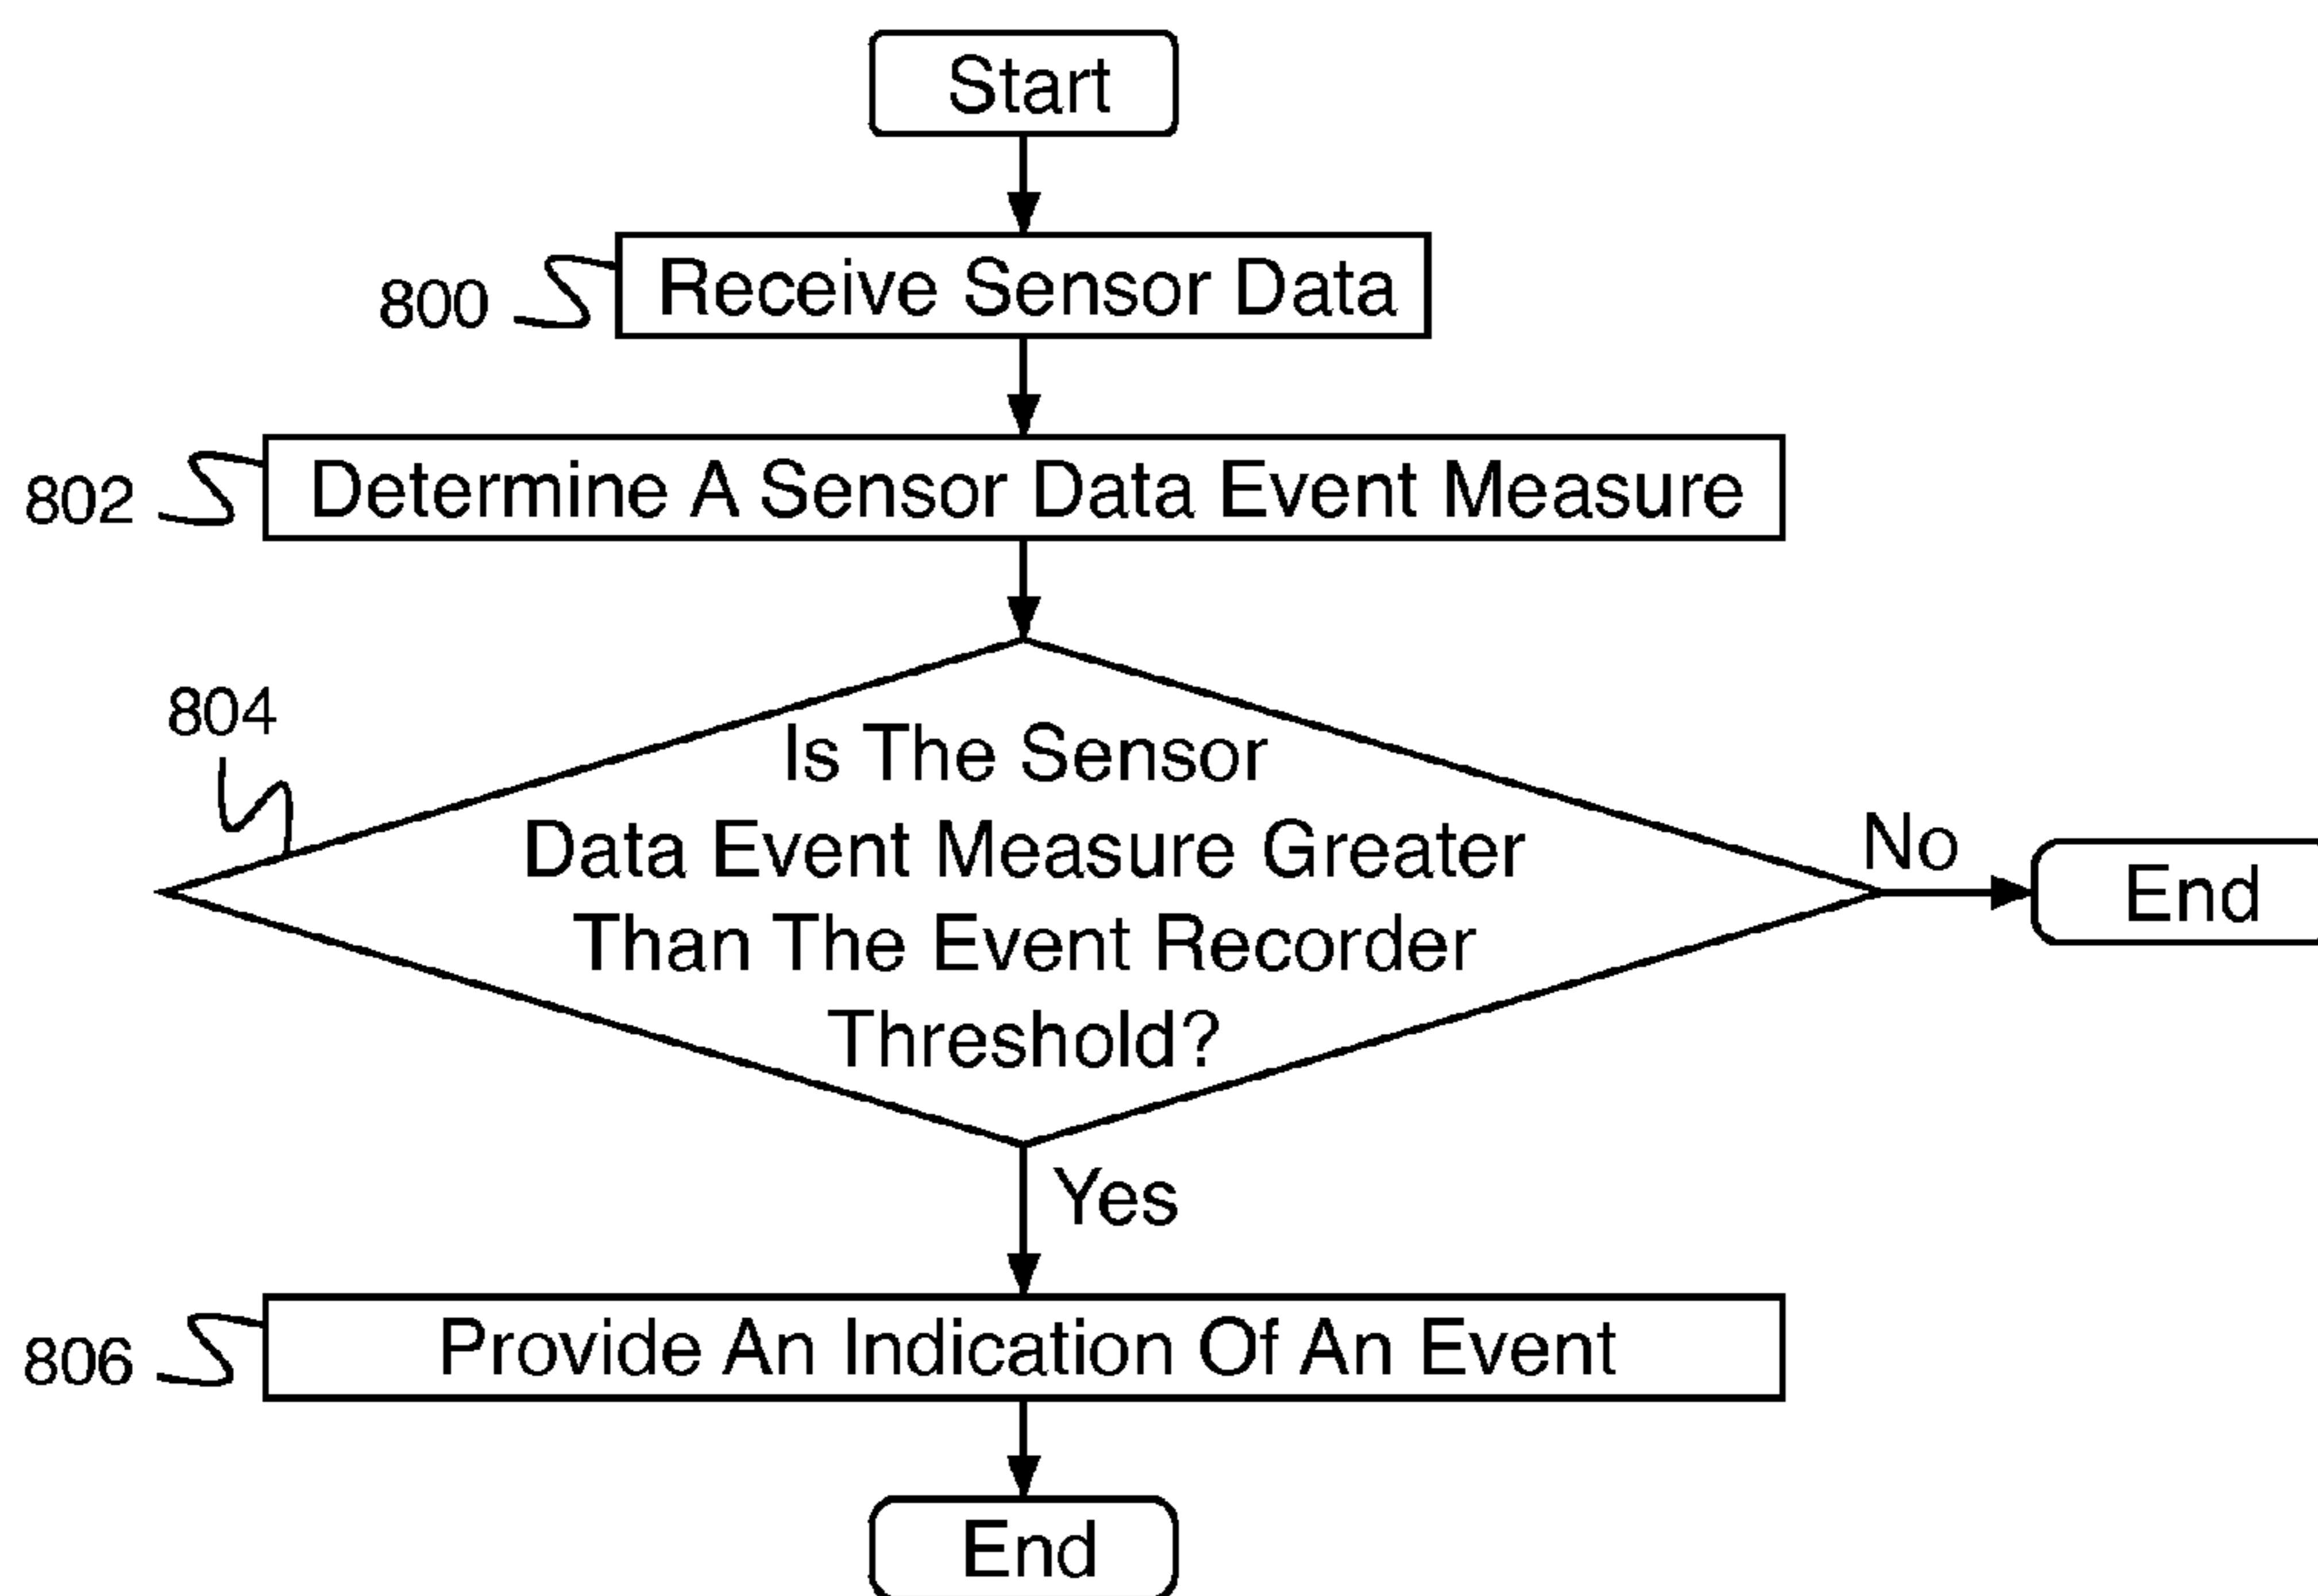 Start
800
Receive Sensor Data
802
Determine A Sensor Data Event Measure
804
Is The Sensor
Data Event Measure Greater
Than The Event Recorder
Threshold?
No
End
Yes
806
Provide An Indication Of An Event
End